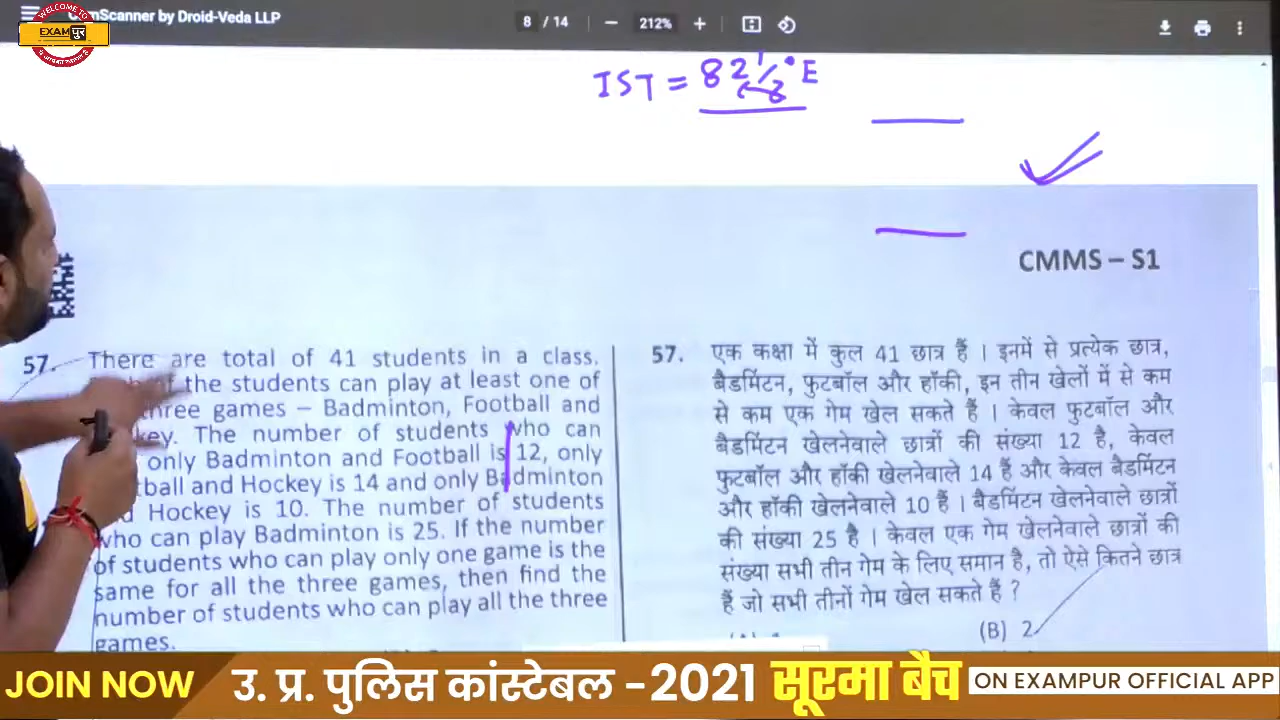 WELCOME TO
EXAMपुर
Scanner by Droid-Veda LLP
8 / 14
212%
IST = 82 1/2° E
CMMS – S1
57. There are total of 41 students in a class.
of the students can play at least one of
three games – Badminton, Football and
key. The number of students who can
only Badminton and Football is 12, only
tball and Hockey is 14 and only Badminton
d Hockey is 10. The number of students
who can play Badminton is 25. If the number
of students who can play only one game is the
same for all the three games, then find the
number of students who can play all the three
games.
57. एक कक्षा में कुल 41 छात्र हैं । इनमें से प्रत्येक छात्र,
बैडमिंटन, फुटबॉल और हॉकी, इन तीन खेलों में से कम
से कम एक गेम खेल सकते हैं । केवल फुटबॉल और
बैडमिंटन खेलनेवाले छात्रों की संख्या 12 है, केवल
फुटबॉल और हॉकी खेलनेवाले 14 हैं और केवल बैडमिंटन
और हॉकी खेलनेवाले 10 हैं । बैडमिंटन खेलनेवाले छात्रों
की संख्या 25 है । केवल एक गेम खेलनेवाले छात्रों की
संख्या सभी तीन गेम के लिए समान है, तो ऐसे कितने छात्र
हैं जो सभी तीनों गेम खेल सकते हैं ?
(B) 2
JOIN NOW
उ. प्र. पुलिस कांस्टेबल -2021 सूरमा बैच
ON EXAMPUR OFFICIAL APP